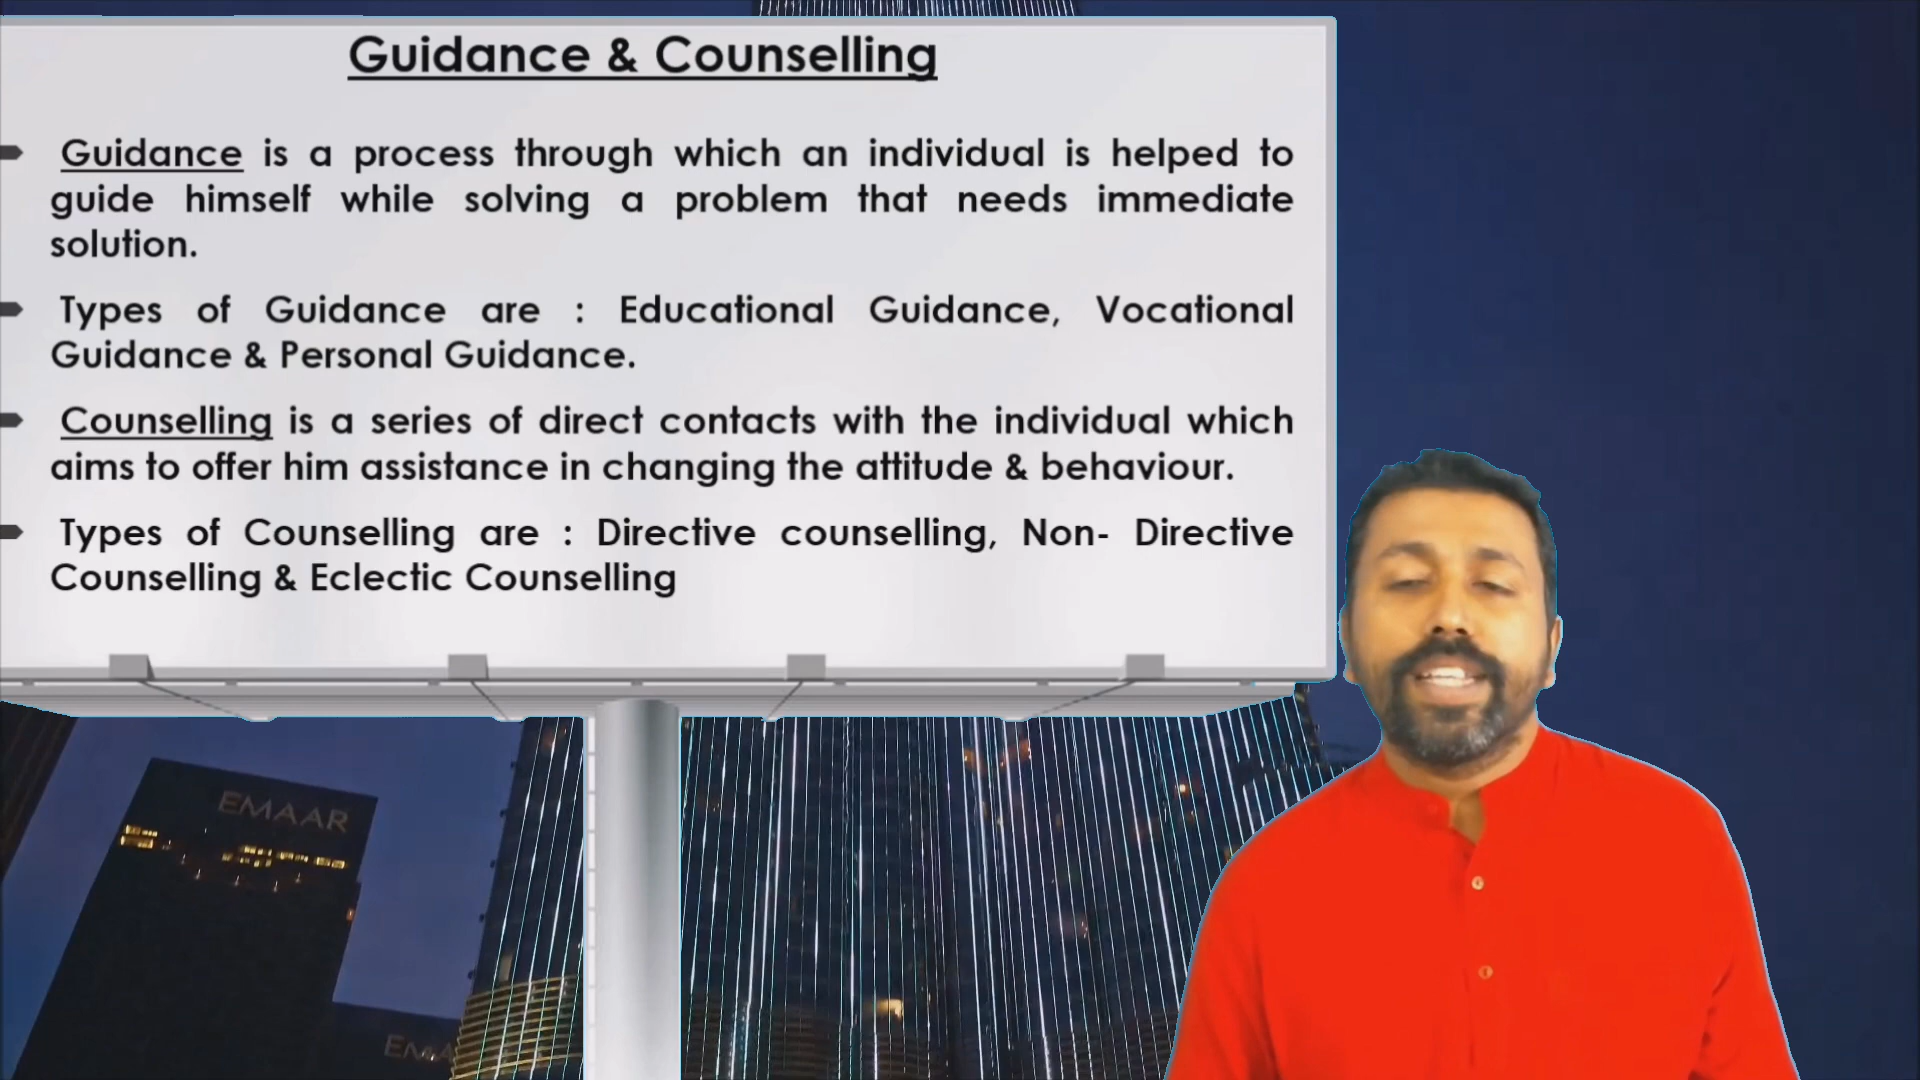 Guidance & Counselling
Guidance is a process through which an individual is helped to
guide himself while solving a problem that needs immediate
solution.
Types of Guidance are : Educational Guidance, Vocational
Guidance & Personal Guidance.
Counselling is a series of direct contacts with the individual which
aims to offer him assistance in changing the attitude & behaviour.
Types of Counselling are : Directive counselling, Non- Directive
Counselling & Eclectic Counselling
EMAAR